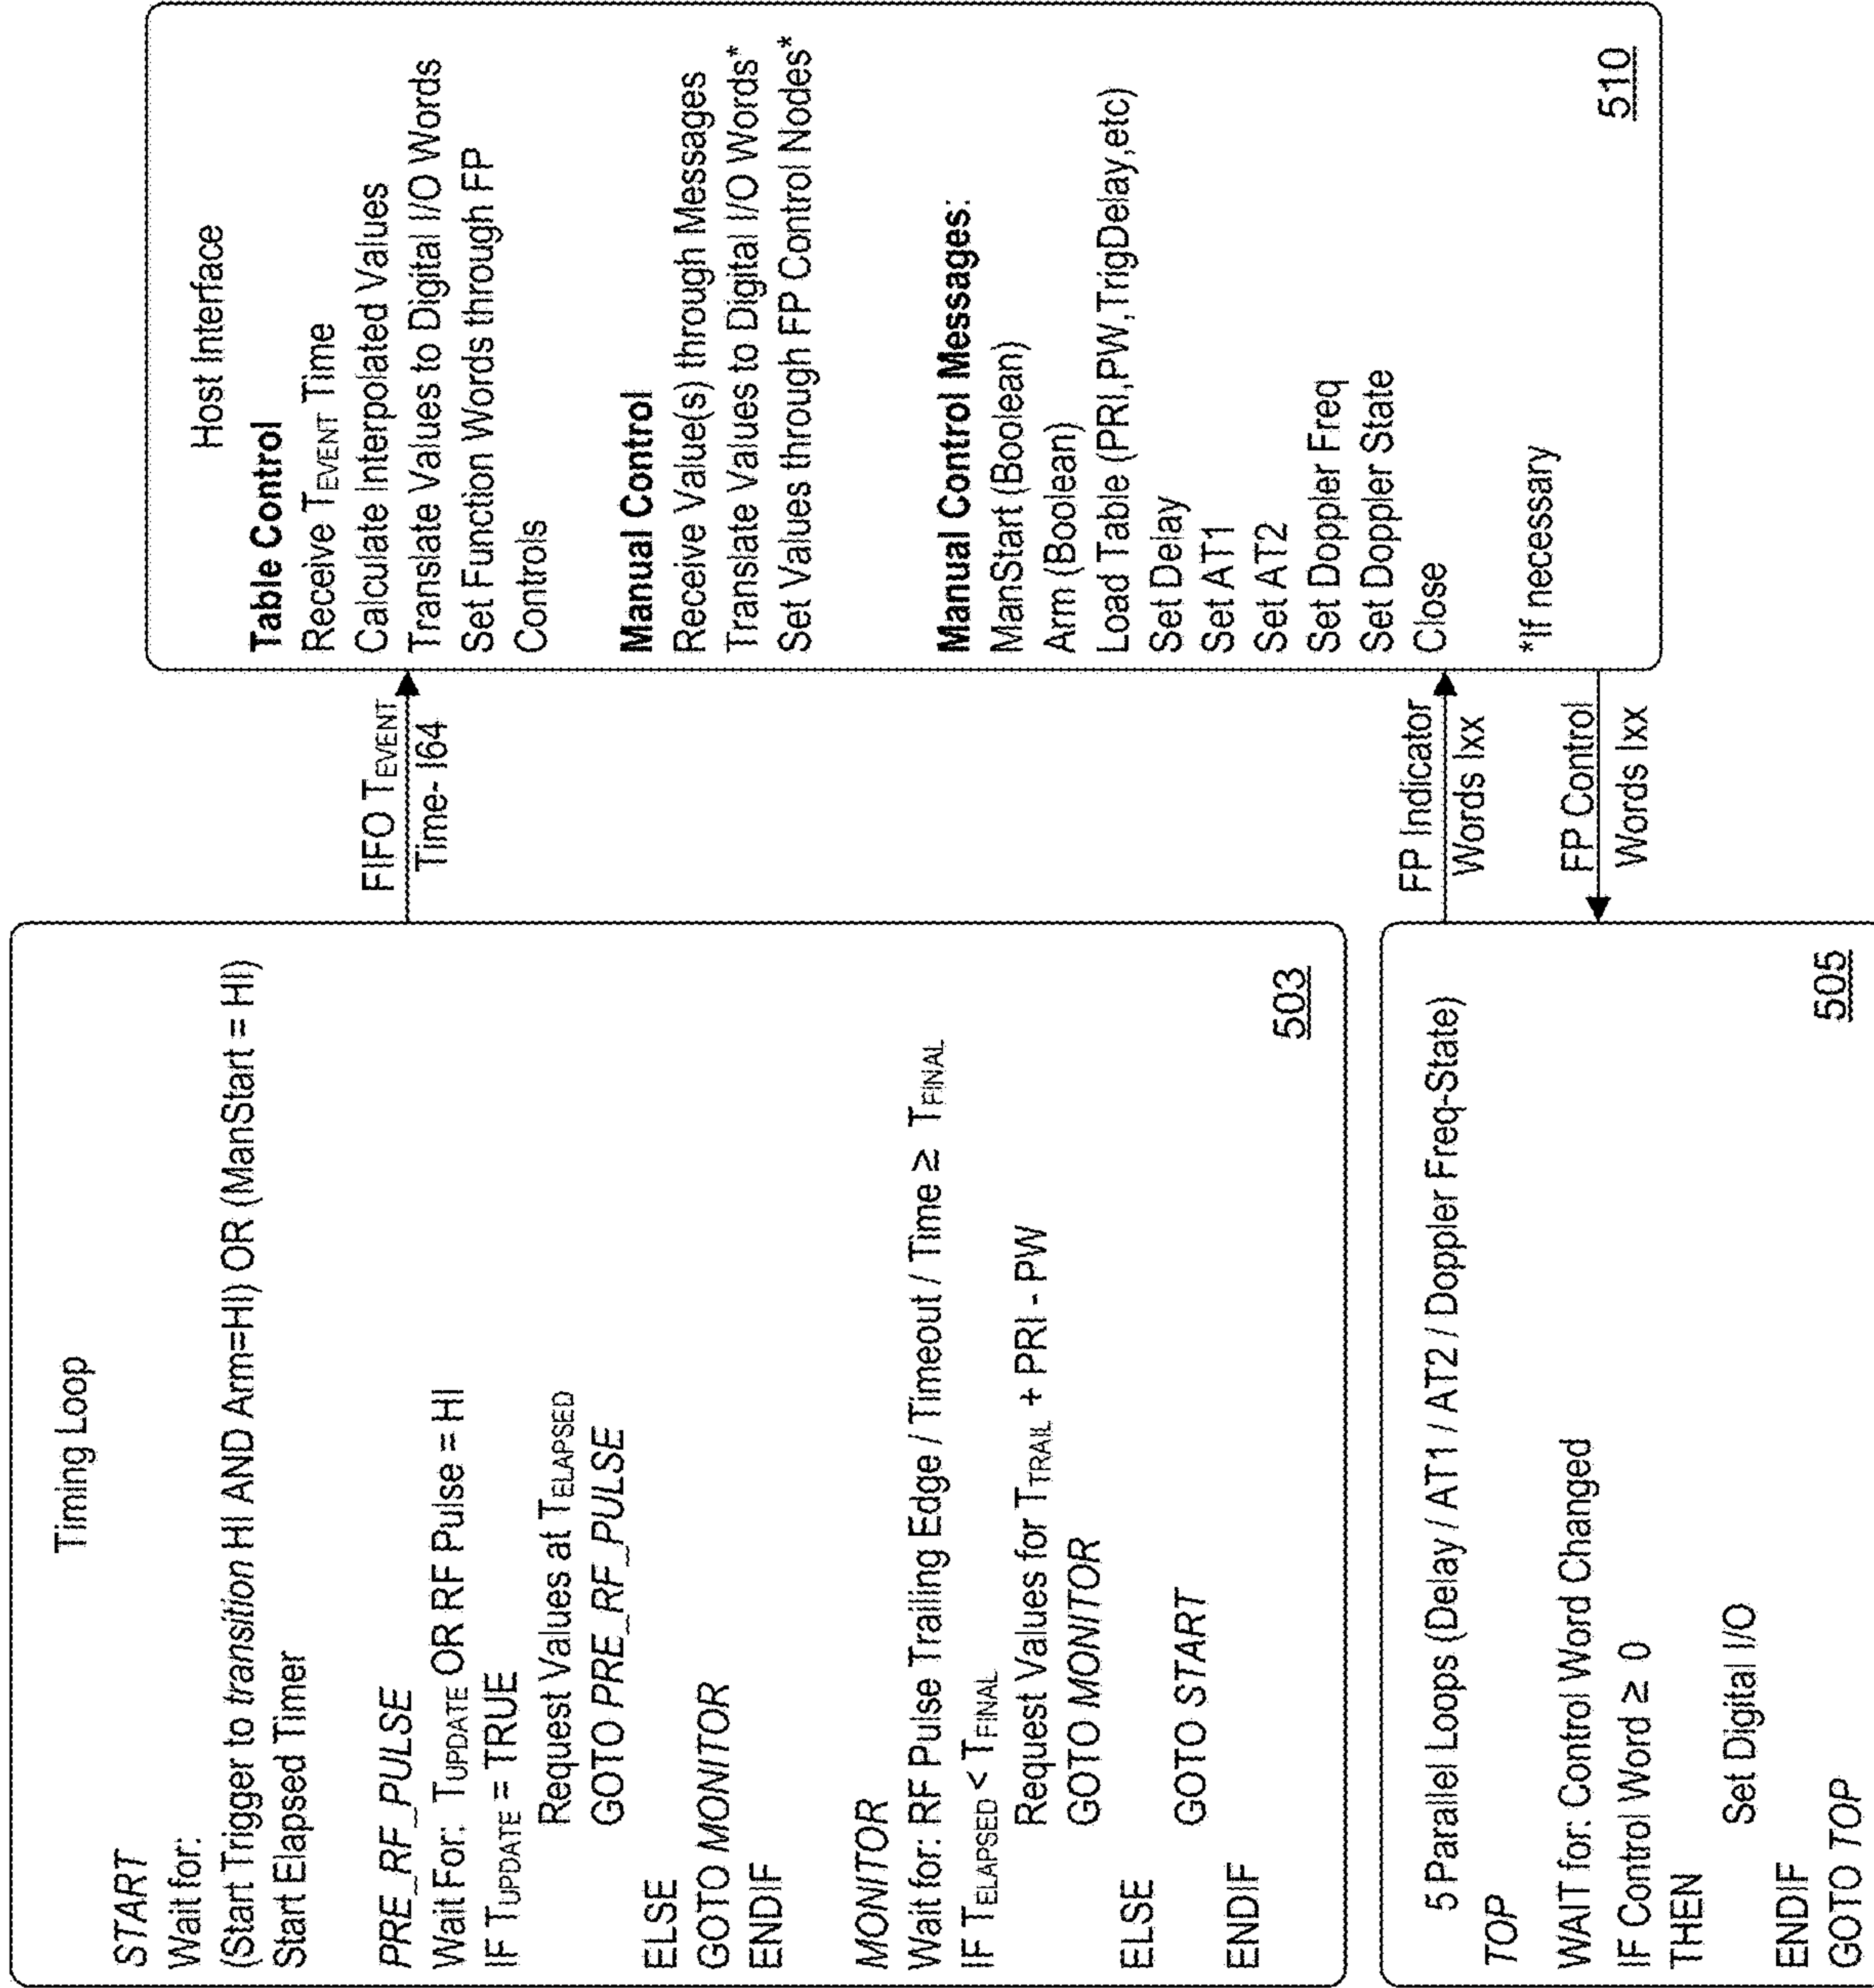 Timing Loop
START
Wait for:
(Start Trigger to transition HI AND Arm=HI) OR (ManStart = HI)
Start Elapsed Timer
PRE_RF_PULSE
Wait For: TUPDATE OR RF Pulse = HI
IF TUPDATE = TRUE
Request Values at TELAPSED
GOTO PRE_RF_PULSE
ELSE
GOTO MONITOR
ENDIF
MONITOR
Wait for: RF Pulse Trailing Edge / Timeout / Time ≥ TFINAL
IF TELAPSED < TFINAL
Request Values for TTRAIL + PRI - PW
GOTO MONITOR
ELSE
GOTO START
ENDIF
503
5 Parallel Loops (Delay / AT1 / AT2 / Doppler Freq-State)
TOP
WAIT for: Control Word Changed
IF Control Word ≥ 0
THEN
Set Digital I/O
ENDIF
GOTO TOP
505
FIFO TEVENT
Time- I64
FP Indicator
Words Ixx
FP Control
Words Ixx
Host Interface
Table Control
Receive TEVENT Time
Calculate Interpolated Values
Translate Values to Digital I/O Words
Set Function Words through FP
Controls
Manual Control
Receive Value(s) through Messages
Translate Values to Digital I/O Words*
Set Values through FP Control Nodes*
Manual Control Messages:
ManStart (Boolean)
Arm (Boolean)
Load Table (PRI,PW,TrigDelay,etc)
Set Delay
Set AT1
Set AT2
Set Doppler Freq
Set Doppler State
Close
*If necessary
510